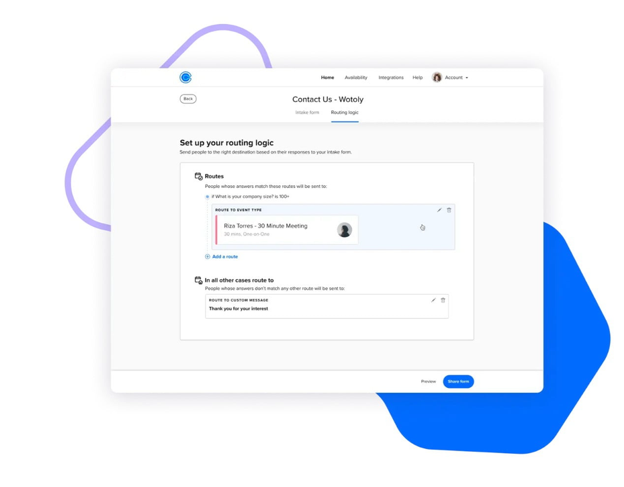 Home Availability Integrations Help Account
Back
Contact Us - Wotoly
Intake form Routing logic
Set up your routing logic
Send people to the right destination based on their responses to your intake form.
Routes
People whose answers match these routes will be sent to:
If What is your company size? is 100+
ROUTE TO EVENT TYPE
Riza Torres - 30 Minute Meeting
30 mins, One-on-One
Add a route
In all other cases route to
People whose answers don't match any other route will be sent to:
ROUTE TO CUSTOM MESSAGE
Thank you for your interest
Preview Share form